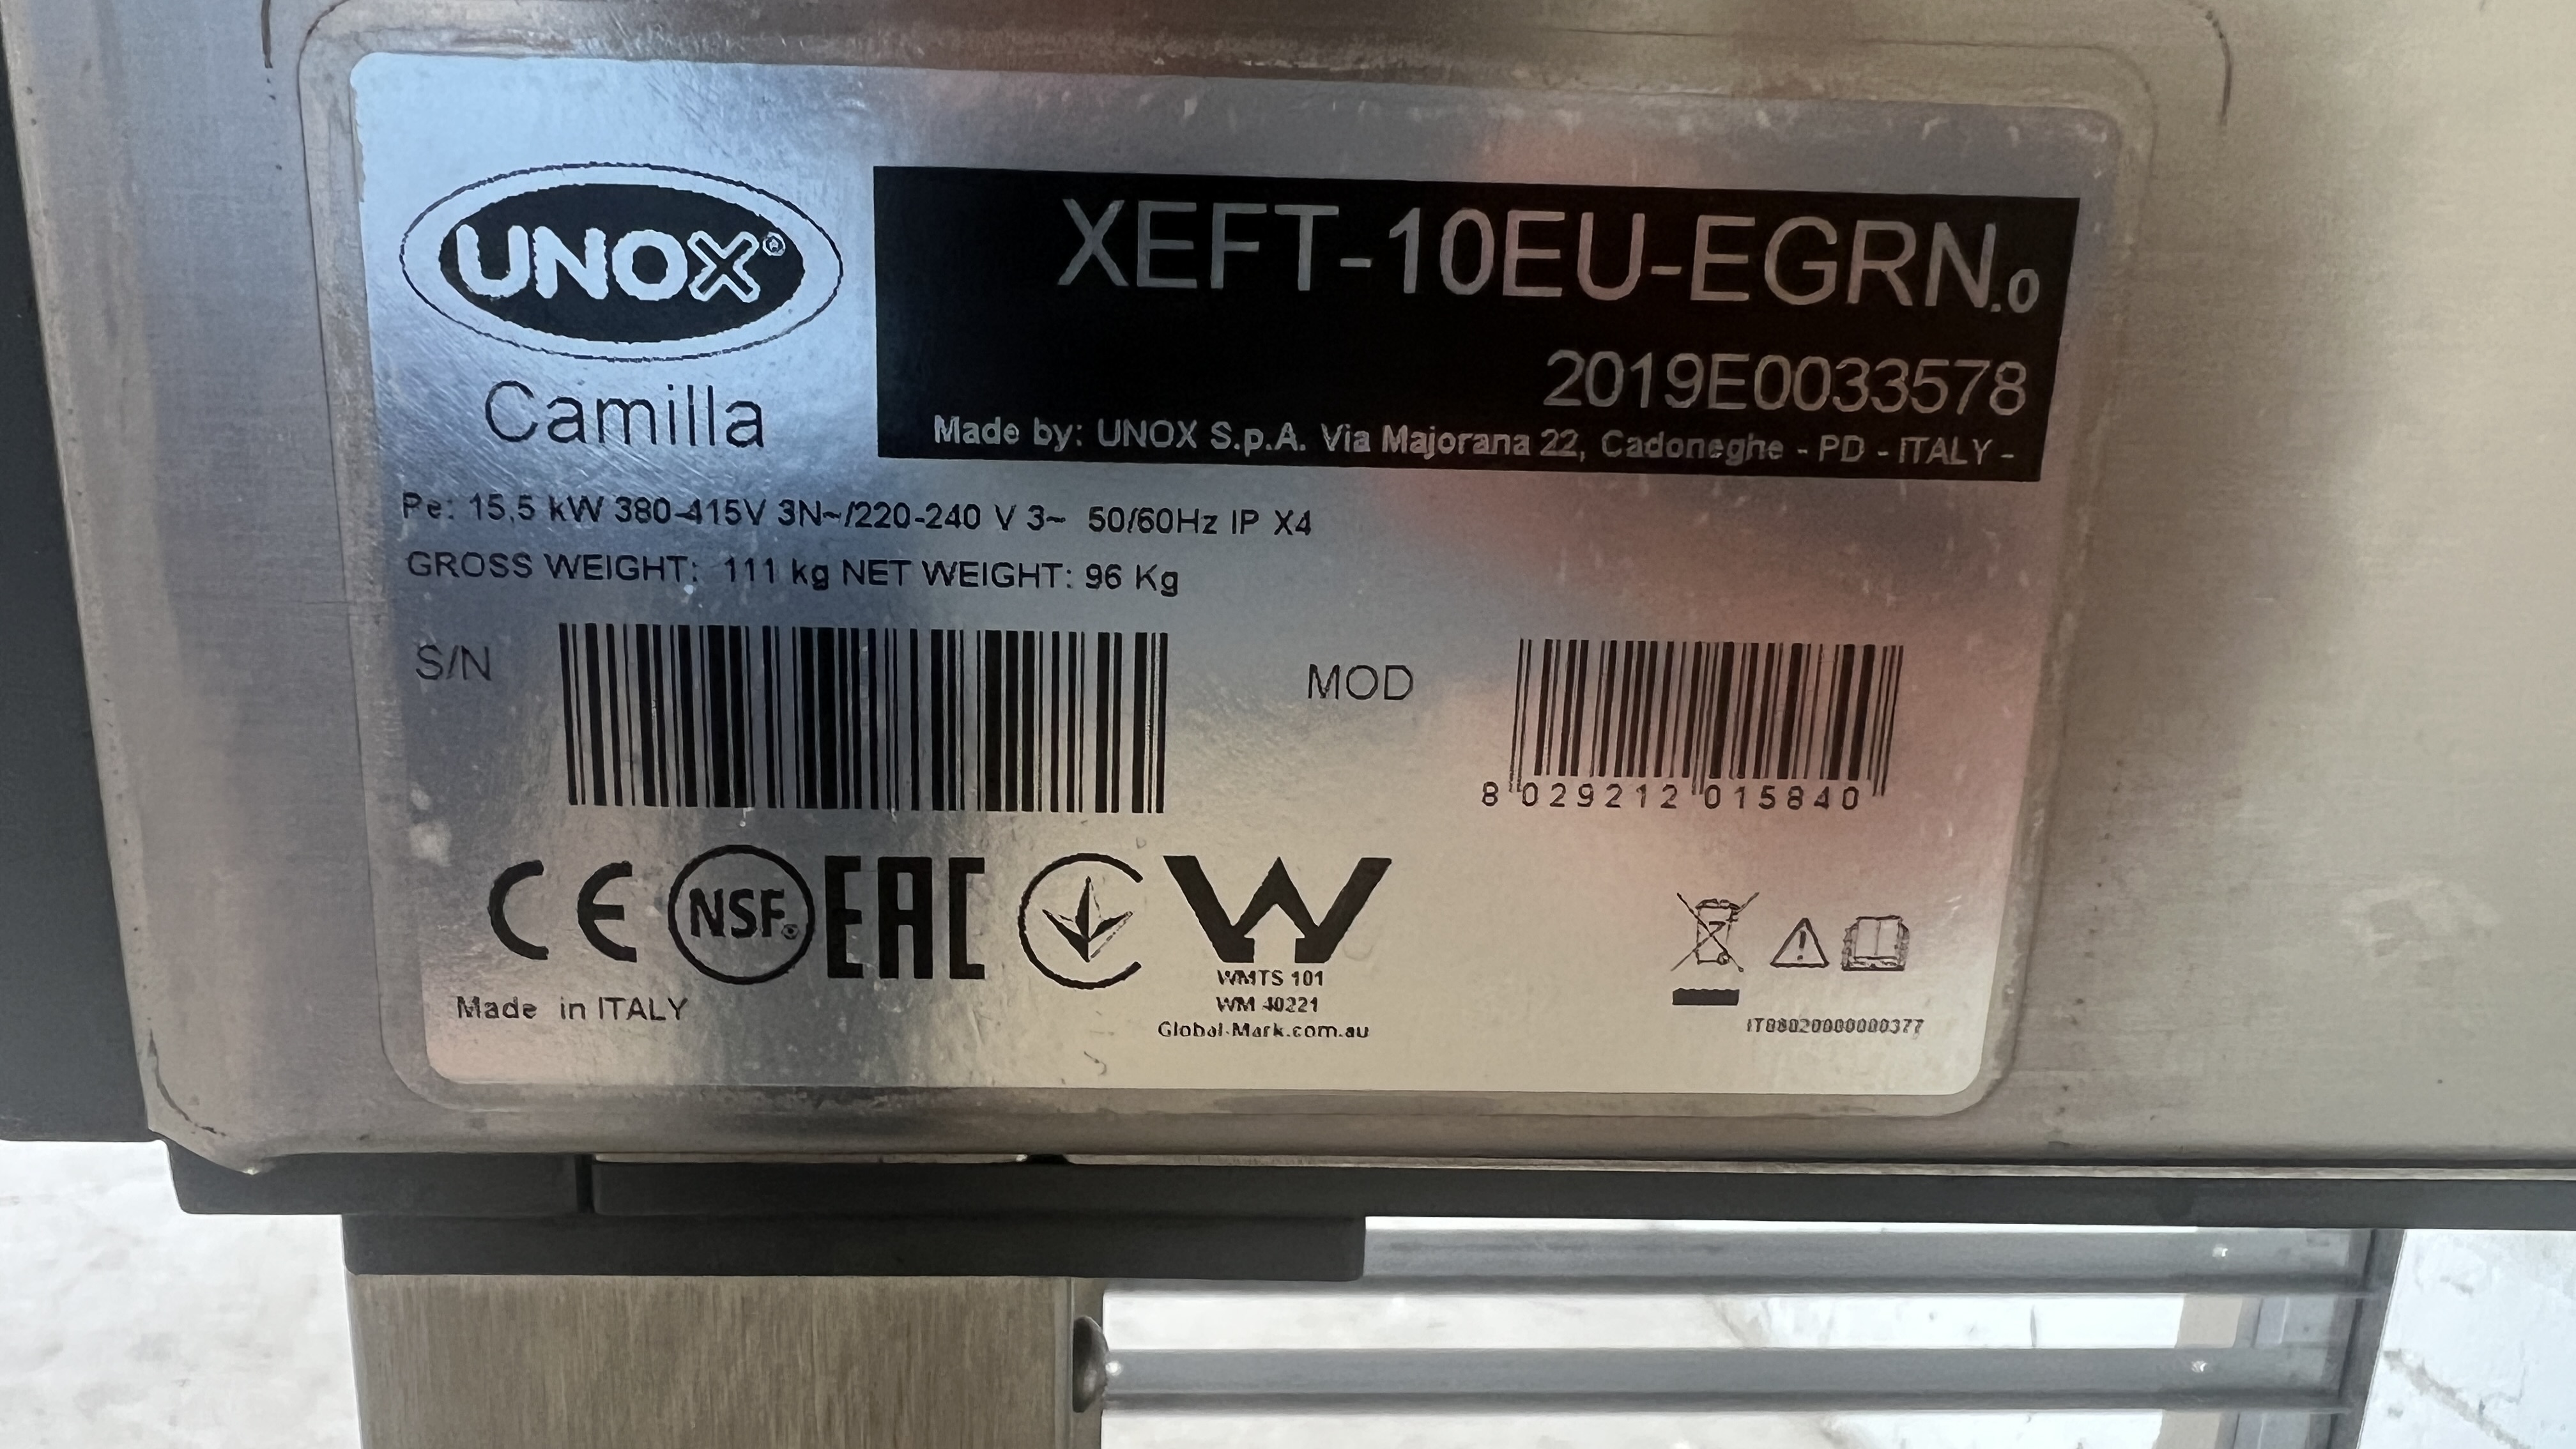 UNOX®
Camilla
XEFT-10EU-EGRN.0
2019E0033578
Made by: UNOX S.p.A. Via Majorana 22, Cadoneghe - PD - ITALY -
Pe: 15,5 kW 380-415V 3N~/220-240 V 3~ 50/60Hz IP X4
GROSS WEIGHT: 111 kg NET WEIGHT: 96 Kg
S/N
MOD
8 029212 015840
CE NSF® EAC W
WMTS 101
WM 40221
Global-Mark.com.au
Made in ITALY
IT08020000000377